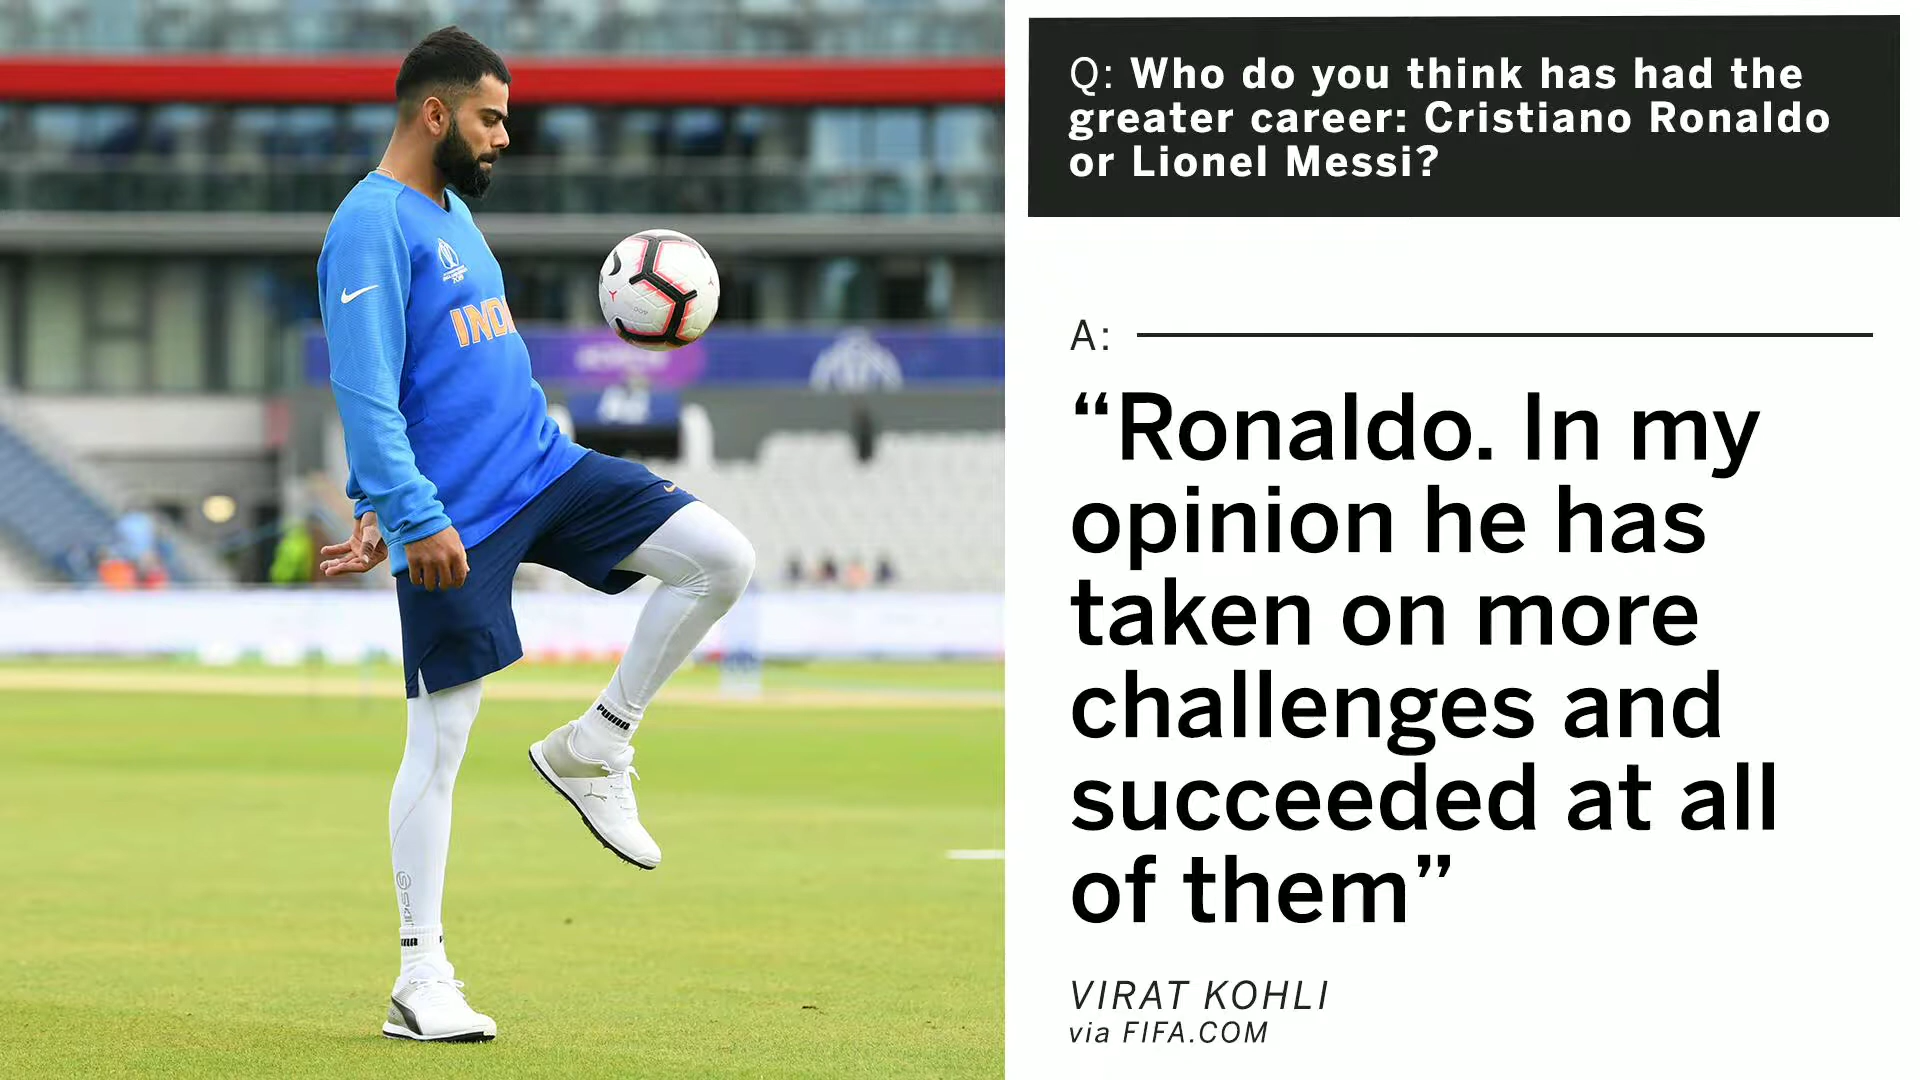 Q: Who do you think has had the
greater career: Cristiano Ronaldo
or Lionel Messi?
A:
“Ronaldo. In my
opinion he has
taken on more
challenges and
succeeded at all
of them”
VIRAT KOHLI
via FIFA.COM
IND
PUMA